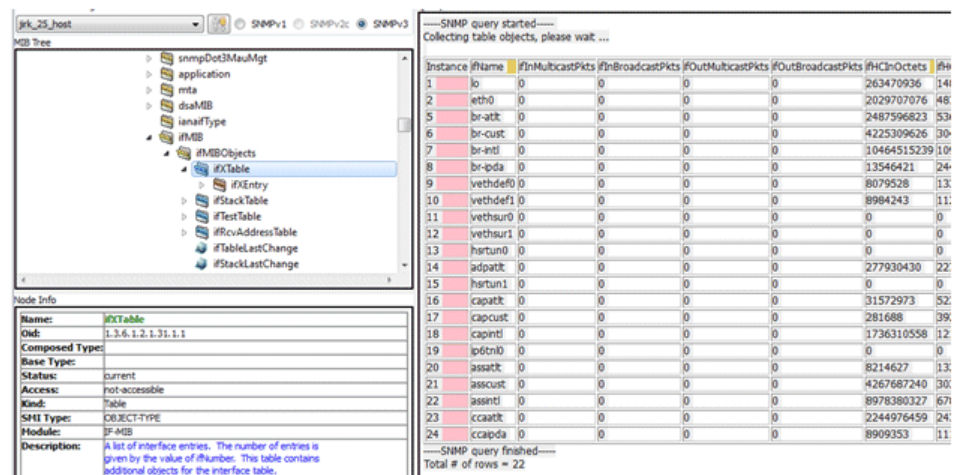 jirk_25_host SNMPv1 SNMPv2c SNMPv3
MIB Tree
snmpDot3MauMgt
application
mta
dsaMIB
ianaifType
ifMIB
ifMIBObjects
ifXTable
ifXEntry
ifStackTable
ifTestTable
ifRcvAddressTable
ifTableLastChange
ifStackLastChange
Node Info
Name: ifXTable
Oid: 1.3.6.1.2.1.31.1.1
Composed Type:
Base Type:
Status: current
Access: not-accessible
Kind: Table
SMI Type: OBJECT-TYPE
Module: IF-MIB
Description: A list of interface entries. The number of entries is
given by the value of ifNumber. This table contains
additional objects for the interface table.
-----SNMP query started-----
Collecting table objects, please wait ...
Instance ifName ifInMulticastPkts ifInBroadcastPkts ifOutMulticastPkts ifOutBroadcastPkts ifHCInOctets
1 lo 0 0 0 0 263470936
2 eth0 0 0 0 0 2029707076
5 br-atlt 0 0 0 0 2487596823
6 br-cust 0 0 0 0 4225309626
7 br-intl 0 0 0 0 10464515239
8 br-ipda 0 0 0 0 13546421
9 vethdef0 0 0 0 0 8079528
10 vethdef1 0 0 0 0 8984243
11 vethsur0 0 0 0 0 0 0
12 vethsur1 0 0 0 0 0 0
13 hsrtun0 0 0 0 0 0 0
14 adpatlt 0 0 0 0 277930430
15 hsrtun1 0 0 0 0 0 0
16 capatlt 0 0 0 0 31572973
17 capcust 0 0 0 0 281688
18 capintl 0 0 0 0 1736310558
19 ip6tnl0 0 0 0 0 0 0
20 assatlt 0 0 0 0 8214627
21 asscust 0 0 0 0 4267687240
22 assintl 0 0 0 0 8978380327
23 ccaatlt 0 0 0 0 2244976459
24 ccaipda 0 0 0 0 8909353
-----SNMP query finished-----
Total # of rows = 22